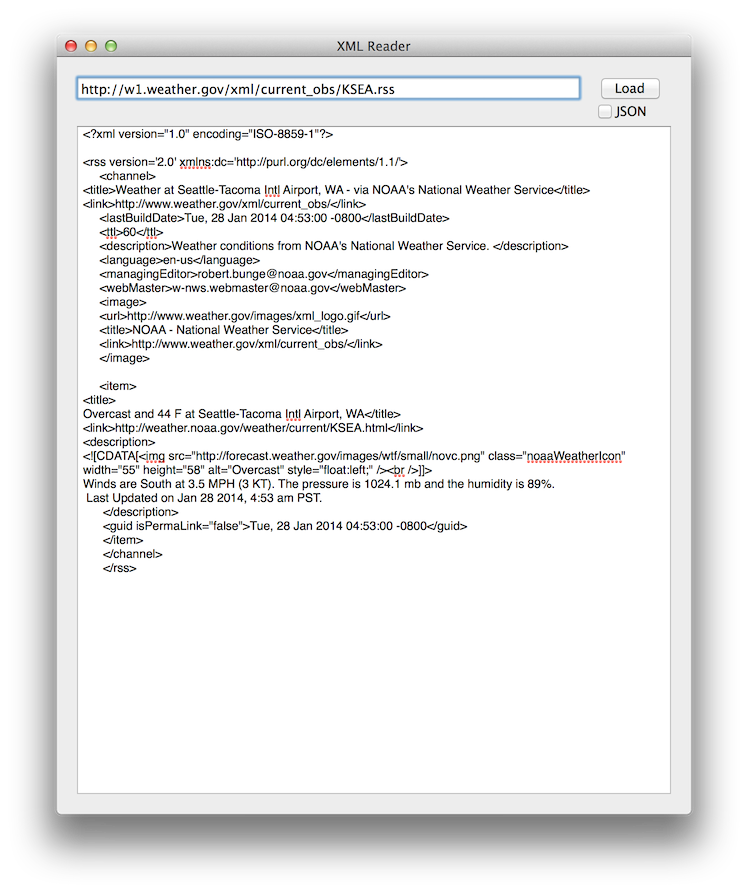 XML Reader
http://w1.weather.gov/xml/current_obs/KSEA.rss
Load
JSON
<?xml version="1.0" encoding="ISO-8859-1"?>
<rss version='2.0' xmlns:dc='http://purl.org/dc/elements/1.1/'>
<channel>
<title>Weather at Seattle-Tacoma Intl Airport, WA - via NOAA's National Weather Service</title>
<link>http://www.weather.gov/xml/current_obs/</link>
<lastBuildDate>Tue, 28 Jan 2014 04:53:00 -0800</lastBuildDate>
<ttl>60</ttl>
<description>Weather conditions from NOAA's National Weather Service. </description>
<language>en-us</language>
<managingEditor>robert.bunge@noaa.gov</managingEditor>
<webMaster>w-nws.webmaster@noaa.gov</webMaster>
<image>
<url>http://www.weather.gov/images/xml_logo.gif</url>
<title>NOAA - National Weather Service</title>
<link>http://www.weather.gov/xml/current_obs/</link>
</image>
<item>
<title>
Overcast and 44 F at Seattle-Tacoma Intl Airport, WA</title>
<link>http://weather.noaa.gov/weather/current/KSEA.html</link>
<description>
<![CDATA[<img src="http://forecast.weather.gov/images/wtf/small/novc.png" class="noaaWeatherIcon"
width="55" height="58" alt="Overcast" style="float:left;" /><br />]]>
Winds are South at 3.5 MPH (3 KT). The pressure is 1024.1 mb and the humidity is 89%.
Last Updated on Jan 28 2014, 4:53 am PST.
</description>
<guid isPermaLink="false">Tue, 28 Jan 2014 04:53:00 -0800</guid>
</item>
</channel>
</rss>